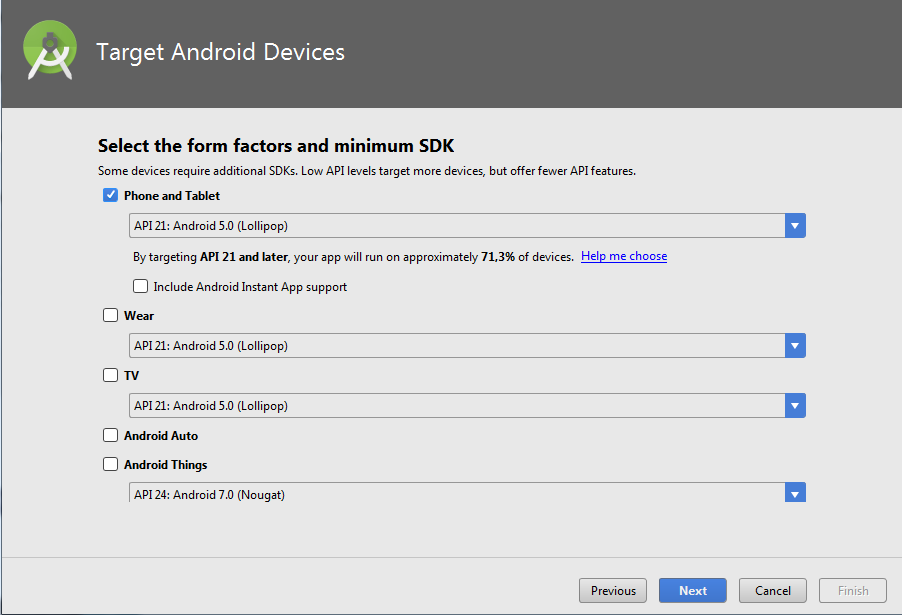 Target Android Devices
Select the form factors and minimum SDK
Some devices require additional SDKs. Low API levels target more devices, but offer fewer API features.
Phone and Tablet
API 21: Android 5.0 (Lollipop)
By targeting API 21 and later, your app will run on approximately 71,3% of devices. Help me choose
Include Android Instant App support
Wear
API 21: Android 5.0 (Lollipop)
TV
API 21: Android 5.0 (Lollipop)
Android Auto
Android Things
API 24: Android 7.0 (Nougat)
Previous Next Cancel Finish